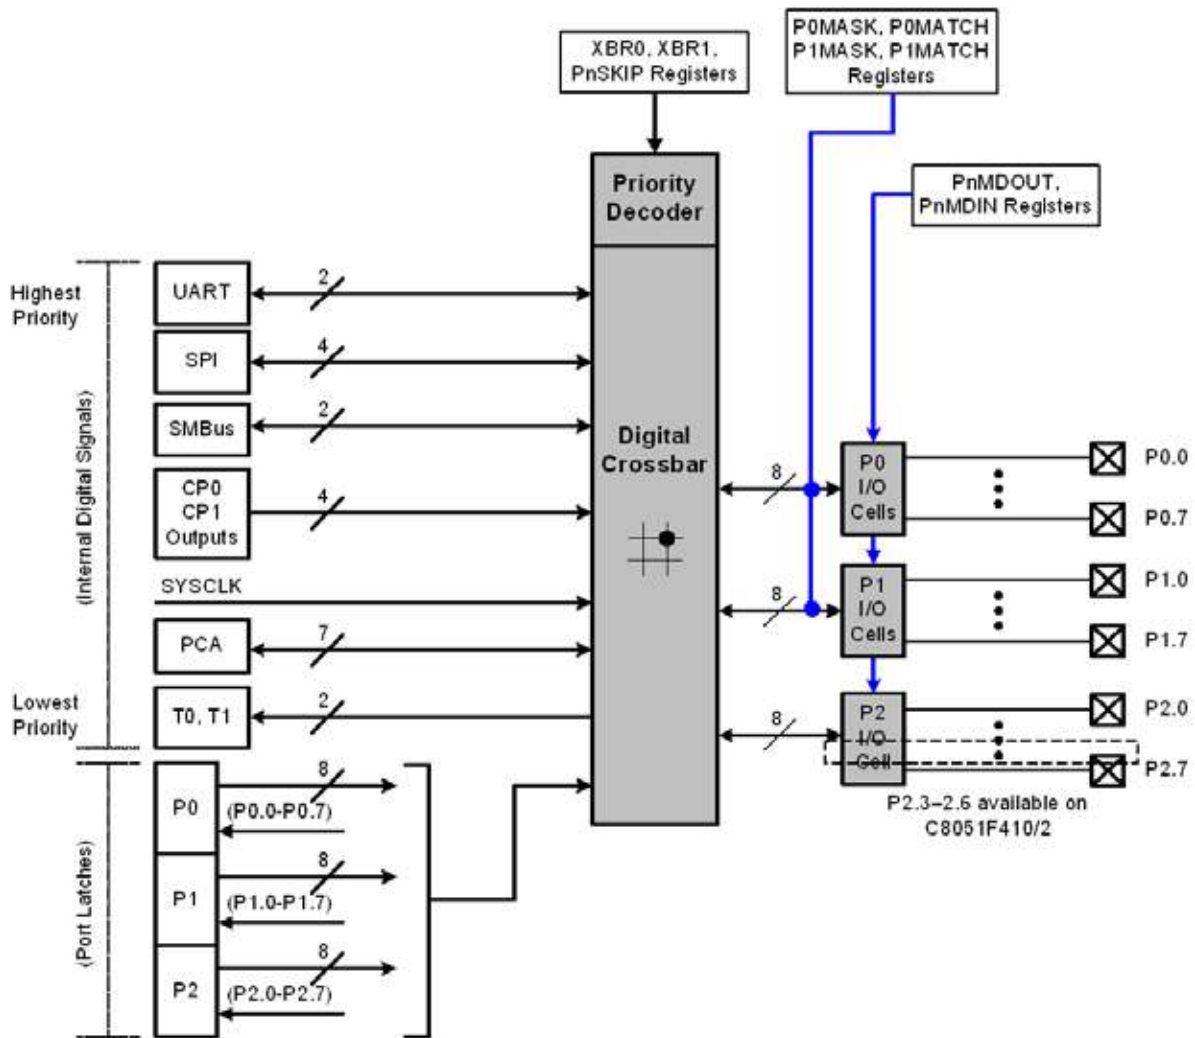 XBR0, XBR1,
PnSKIP Registers
P0MASK, P0MATCH
P1MASK, P1MATCH
Registers
PnMDOUT,
PnMDIN Registers
Priority
Decoder
Digital
Crossbar
Highest
Priority
(Internal Digital Signals)
Lowest
Priority
UART
2
SPI
4
SMBus
2
CP0
CP1
Outputs
4
SYSCLK
PCA
7
T0, T1
2
(Port Latches)
P0
8
(P0.0-P0.7)
P1
8
(P1.0-P1.7)
P2
8
(P2.0-P2.7)
8
P0
I/O
Cells
P0.0
P0.7
8
P1
I/O
Cells
P1.0
P1.7
8
P2
I/O
Cell
P2.0
P2.7
P2.3–2.6 available on
C8051F410/2